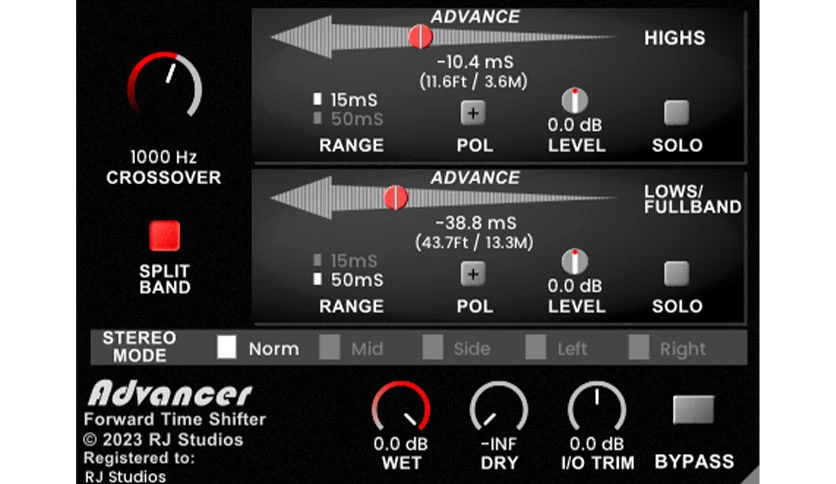 ADVANCE
HIGHS
-10.4 mS
(11.6Ft / 3.6M)
15mS
50mS
+
0.0 dB
RANGE
POL
LEVEL
SOLO
1000 Hz
CROSSOVER
SPLIT
BAND
ADVANCE
LOWS/
FULLBAND
-38.8 mS
(43.7Ft / 13.3M)
15mS
50mS
+
0.0 dB
RANGE
POL
LEVEL
SOLO
STEREO
MODE
Norm
Mid
Side
Left
Right
Advancer
Forward Time Shifter
© 2023 RJ Studios
Registered to:
RJ Studios
0.0 dB
WET
-INF
DRY
0.0 dB
I/O TRIM
BYPASS